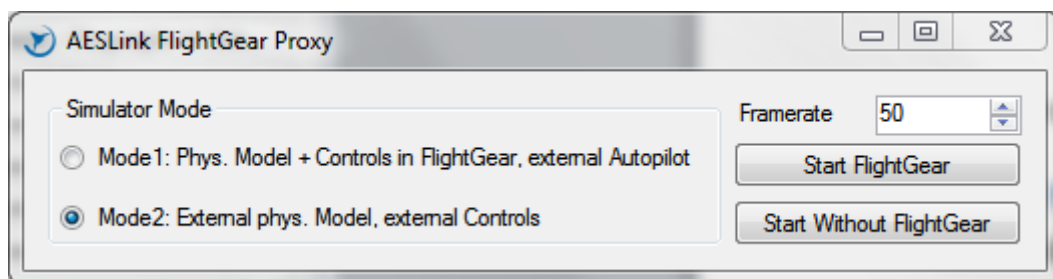 AESLink FlightGear Proxy
Simulator Mode
Mode1: Phys. Model + Controls in FlightGear, external Autopilot
Mode2: External phys. Model, external Controls
Framerate 50
Start FlightGear
Start Without FlightGear